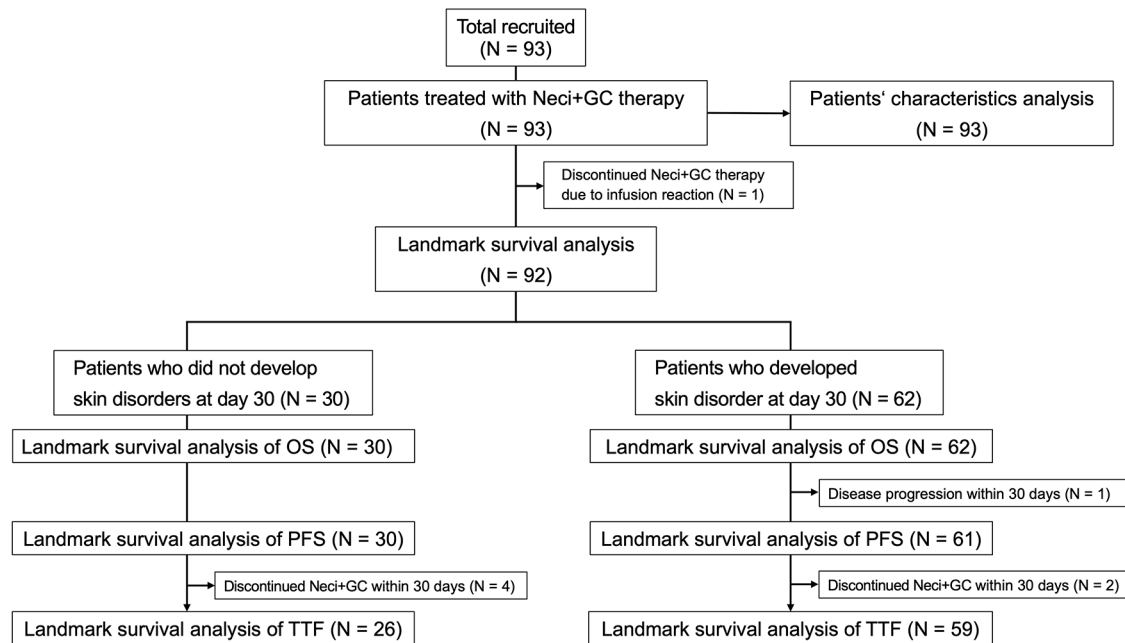 Total recruited
(N = 93)
Patients treated with Neci+GC therapy
(N = 93)
Patients‘ characteristics analysis
(N = 93)
Discontinued Neci+GC therapy
due to infusion reaction (N = 1)
Landmark survival analysis
(N = 92)
Patients who did not develop
skin disorders at day 30 (N = 30)
Patients who developed
skin disorder at day 30 (N = 62)
Landmark survival analysis of OS (N = 30)
Landmark survival analysis of OS (N = 62)
Disease progression within 30 days (N = 1)
Landmark survival analysis of PFS (N = 30)
Landmark survival analysis of PFS (N = 61)
Discontinued Neci+GC within 30 days (N = 4)
Discontinued Neci+GC within 30 days (N = 2)
Landmark survival analysis of TTF (N = 26)
Landmark survival analysis of TTF (N = 59)